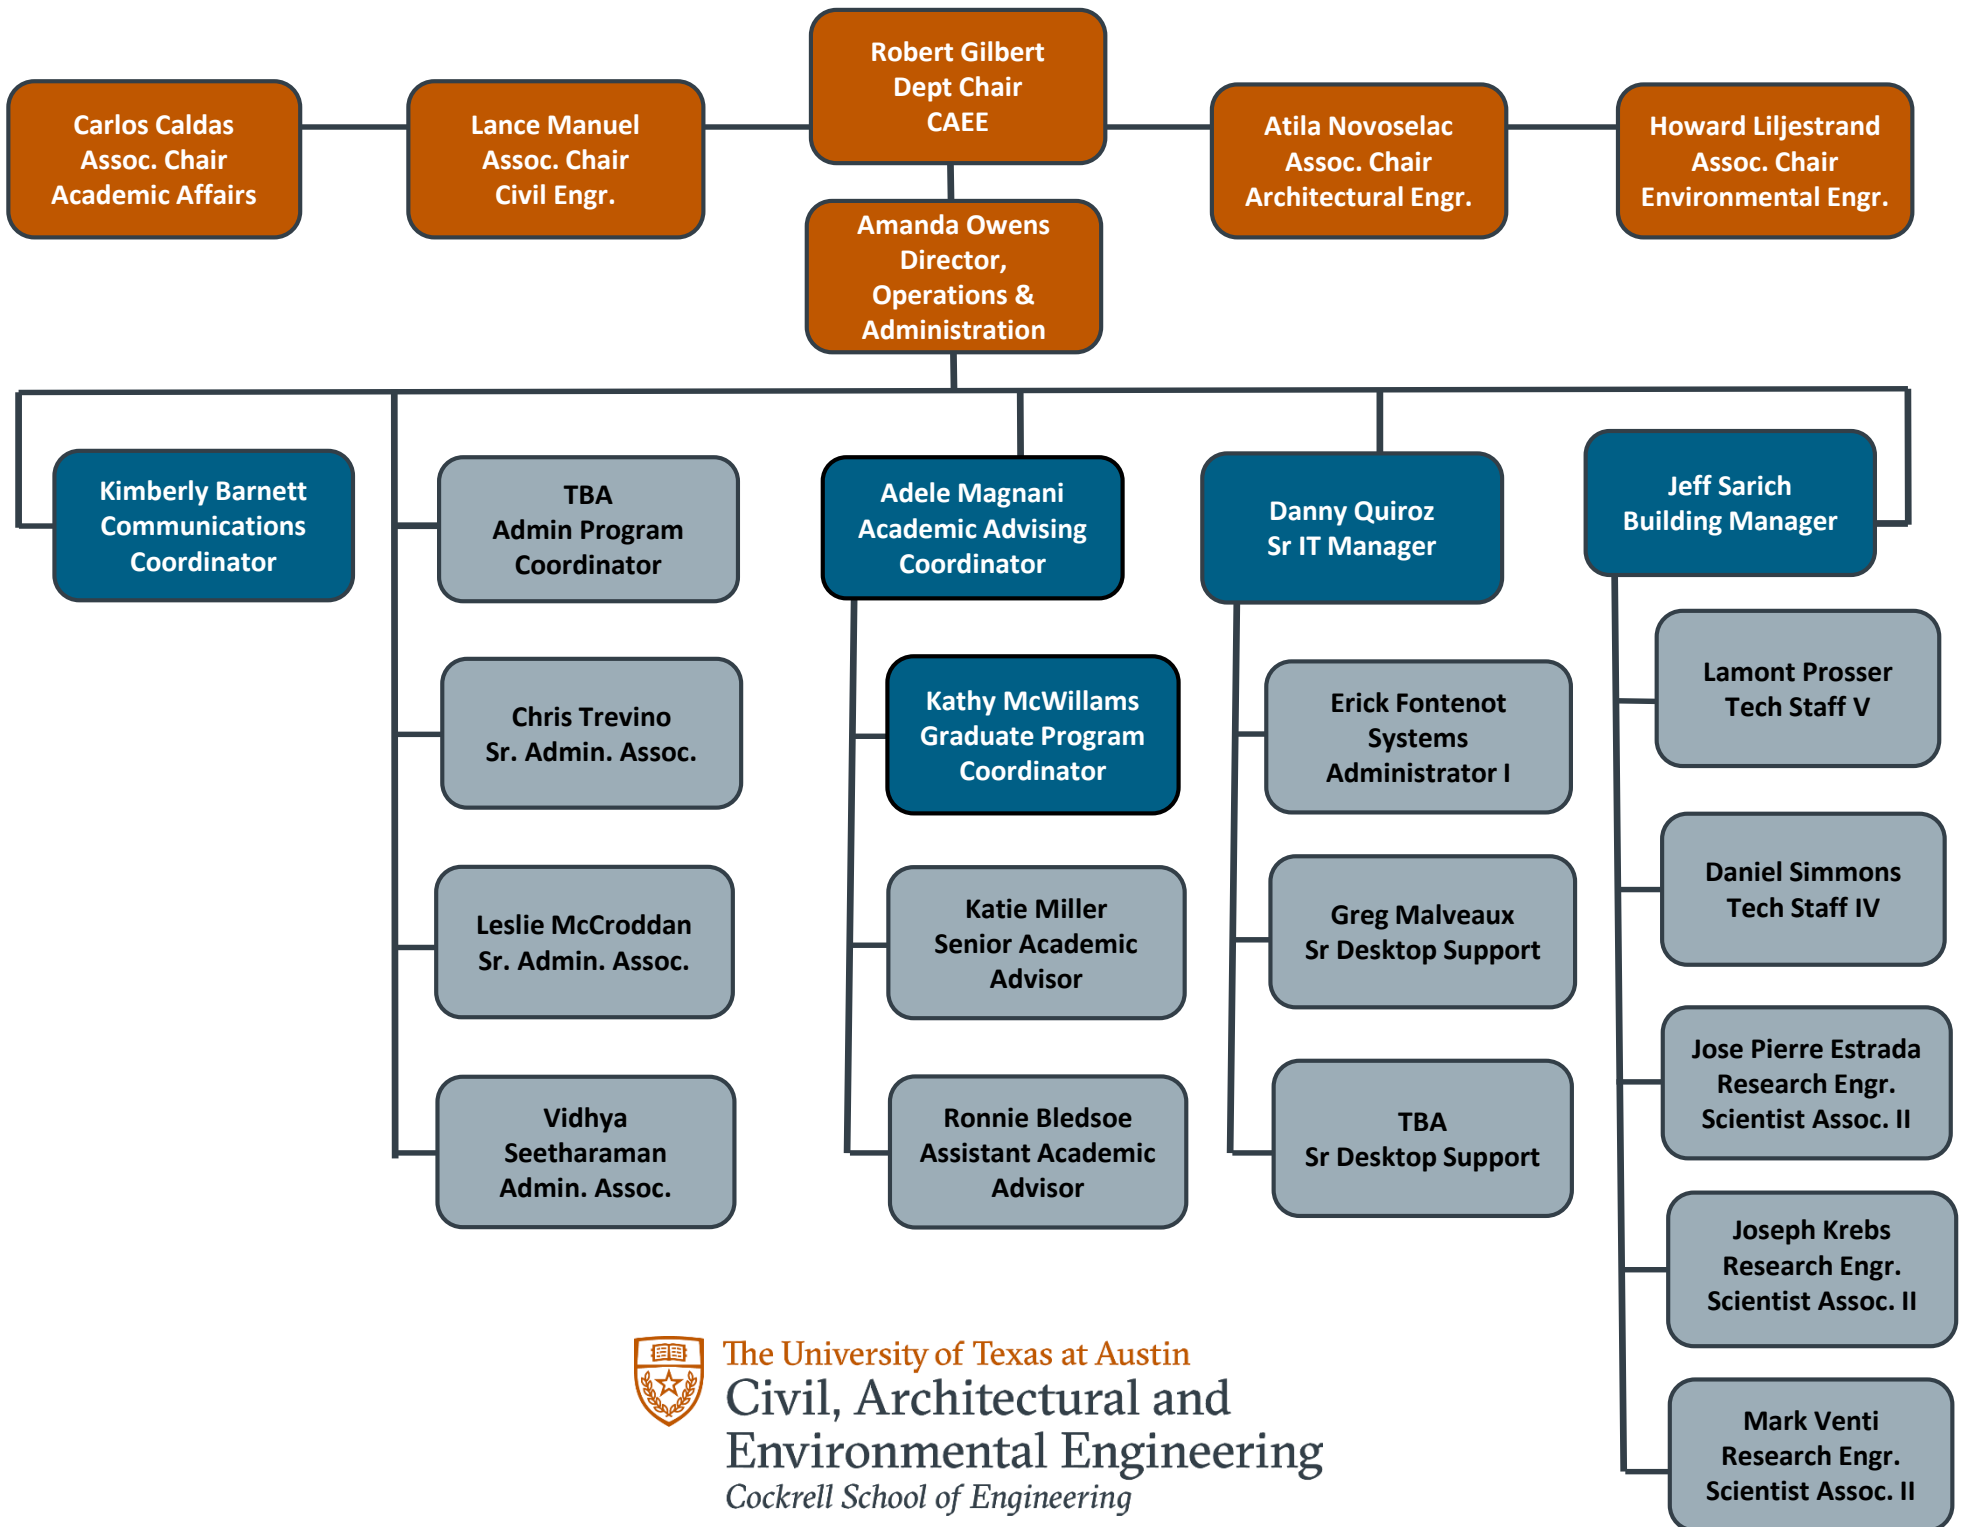 Robert Gilbert
Dept Chair
CAEE
Carlos Caldas
Assoc. Chair
Academic Affairs
Lance Manuel
Assoc. Chair
Civil Engr.
Atila Novoselac
Assoc. Chair
Architectural Engr.
Howard Liljestrand
Assoc. Chair
Environmental Engr.
Amanda Owens
Director,
Operations &
Administration
Kimberly Barnett
Communications
Coordinator
TBA
Admin Program
Coordinator
Chris Trevino
Sr. Admin. Assoc.
Leslie McCroddan
Sr. Admin. Assoc.
Vidhya
Seetharaman
Admin. Assoc.
Adele Magnani
Academic Advising
Coordinator
Kathy McWillams
Graduate Program
Coordinator
Katie Miller
Senior Academic
Advisor
Ronnie Bledsoe
Assistant Academic
Advisor
Danny Quiroz
Sr IT Manager
Erick Fontenot
Systems
Administrator I
Greg Malveaux
Sr Desktop Support
TBA
Sr Desktop Support
Jeff Sarich
Building Manager
Lamont Prosser
Tech Staff V
Daniel Simmons
Tech Staff IV
Jose Pierre Estrada
Research Engr.
Scientist Assoc. II
Joseph Krebs
Research Engr.
Scientist Assoc. II
Mark Venti
Research Engr.
Scientist Assoc. II
The University of Texas at Austin
Civil, Architectural and
Environmental Engineering
Cockrell School of Engineering